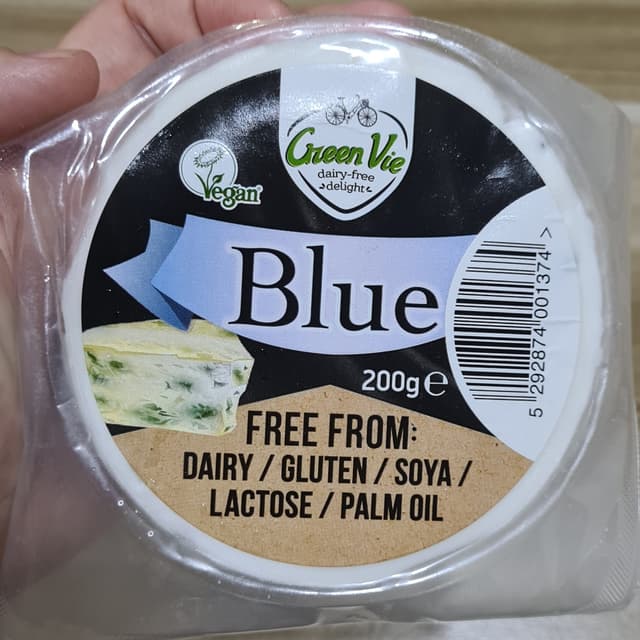 Green Vie
dairy-free
delight
Vegan
Blue
200g e
FREE FROM:
DAIRY / GLUTEN / SOYA /
LACTOSE / PALM OIL
5 292874 001374 >